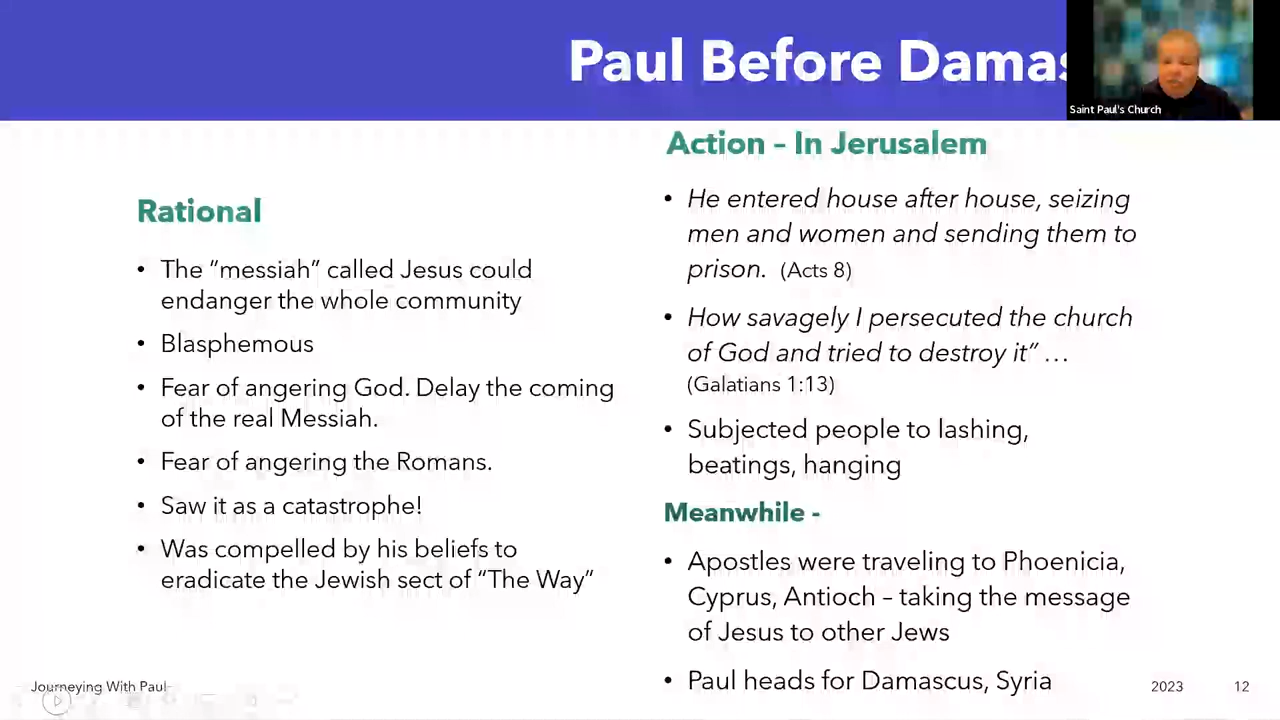 Paul Before Damas
Saint Paul's Church
Rational
• The “messiah” called Jesus could
endanger the whole community
• Blasphemous
• Fear of angering God. Delay the coming
of the real Messiah.
• Fear of angering the Romans.
• Saw it as a catastrophe!
• Was compelled by his beliefs to
eradicate the Jewish sect of “The Way”
Action – In Jerusalem
• He entered house after house, seizing
men and women and sending them to
prison. (Acts 8)
• How savagely I persecuted the church
of God and tried to destroy it” …
(Galatians 1:13)
• Subjected people to lashing,
beatings, hanging
Meanwhile -
• Apostles were traveling to Phoenicia,
Cyprus, Antioch – taking the message
of Jesus to other Jews
• Paul heads for Damascus, Syria
Journeying With Paul
2023
12